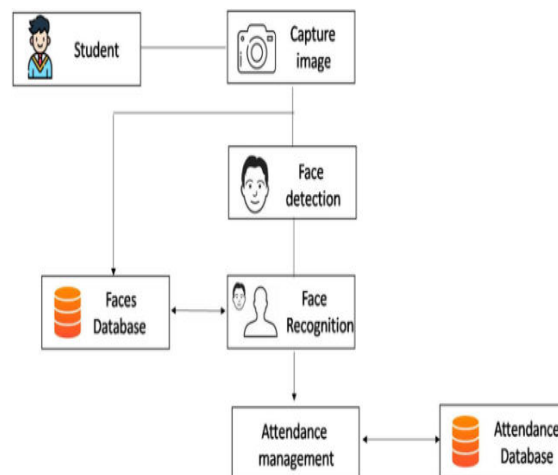 Student
Capture
image
Face
detection
Faces
Database
Face
Recognition
Attendance
management
Attendance
Database